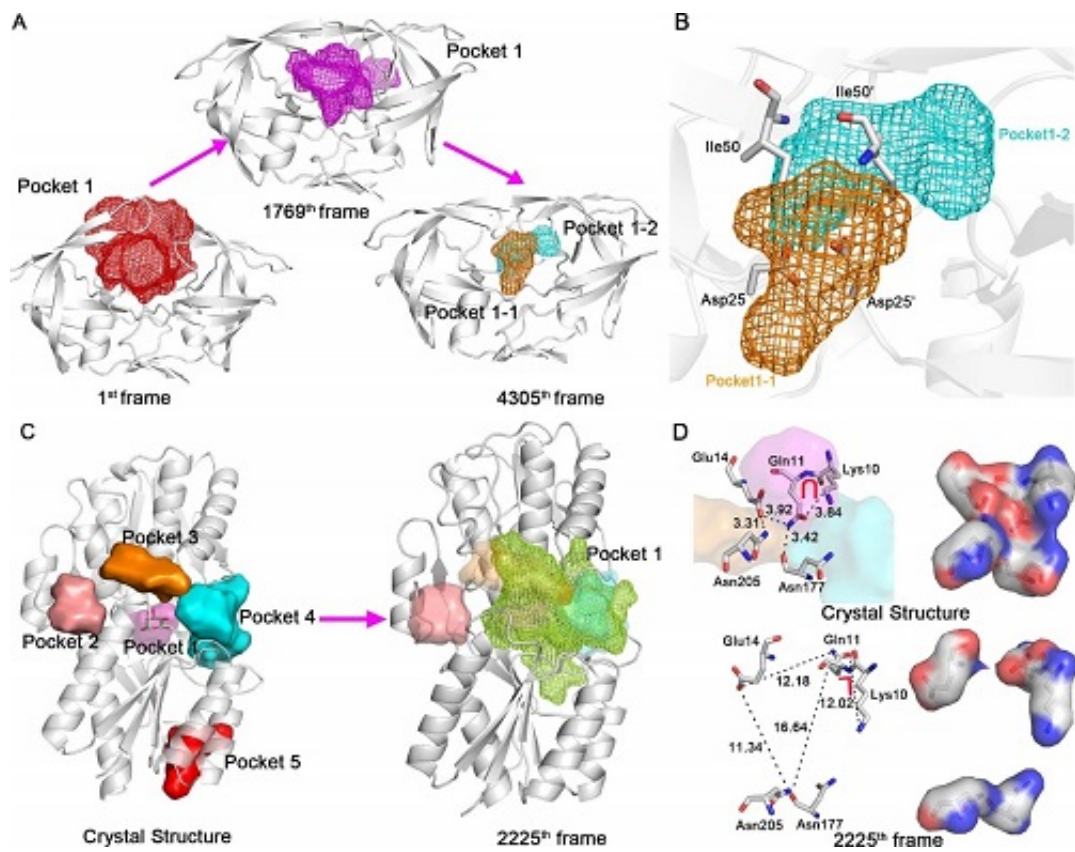 A
Pocket 1
Pocket 1
1769th frame
Pocket 1-2
Pocket 1-1
1st frame
4305th frame
B
Ile50'
Ile50
Pocket1-2
Asp25
Asp25'
Pocket1-1
C
Pocket 3
Pocket 2
Pocket 1
Pocket 4
Pocket 5
Crystal Structure
Pocket 1
2225th frame
D
Glu14
Gln11
Lys10
3.92
3.84
3.31
3.42
Asn205
Asn177
Crystal Structure
Glu14
Gln11
12.18
Lys10
12.02
16.64
11.34
Asn205
Asn177
2225th frame